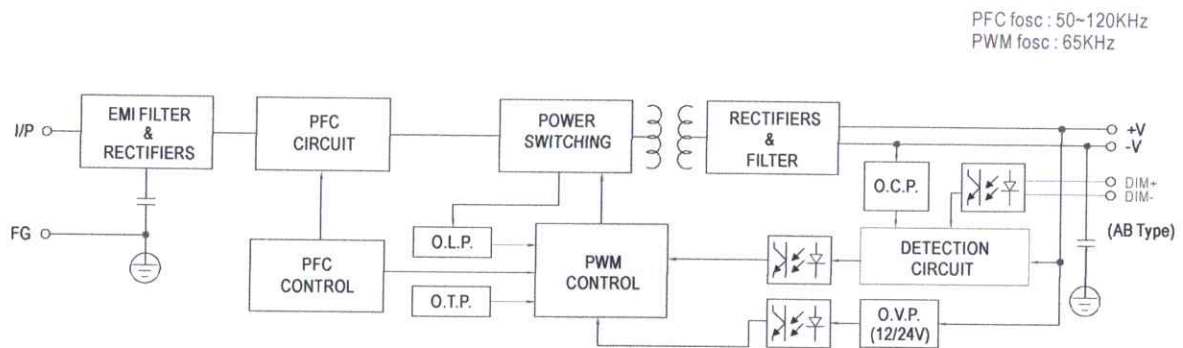 PFC fosc : 50~120KHz
PWM fosc : 65KHz
I/P
EMI FILTER
&
RECTIFIERS
PFC
CIRCUIT
POWER
SWITCHING
RECTIFIERS
&
FILTER
+V
-V
O.C.P.
DIM+
DIM-
(AB Type)
FG
O.L.P.
PFC
CONTROL
PWM
CONTROL
DETECTION
CIRCUIT
O.T.P.
O.V.P.
(12/24V)